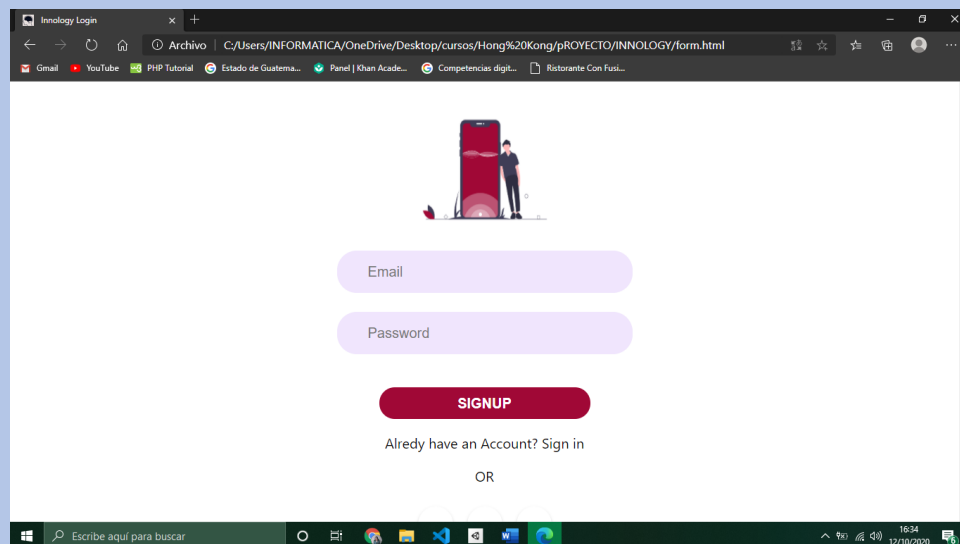 Innology Login
Archivo C:/Users/INFORMATICA/OneDrive/Desktop/cursos/Hong%20Kong/pROYECTO/INNOLOGY/form.html
Gmail YouTube PHP Tutorial Estado de Guatema... Panel | Khan Acade... Competencias digit... Ristorante Con Fusi...
Email
Password
SIGNUP
Alredy have an Account? Sign in
OR
Escribe aquí para buscar
16:34
12/10/2020
6